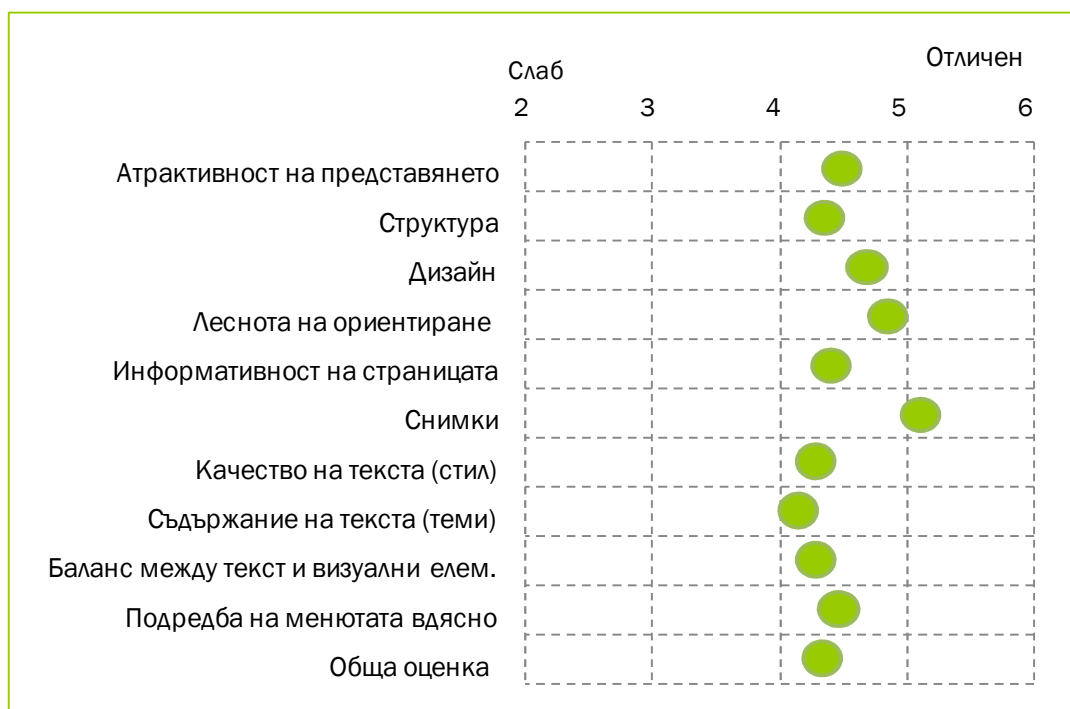 Слаб
Отличен
2 3 4 5 6
Атрактивност на представянето
Структура
Дизайн
Леснота на ориентиране
Информативност на страницата
Снимки
Качество на текста (стил)
Съдържание на текста (теми)
Баланс между текст и визуални елем.
Подредба на менютата вдясно
Обща оценка